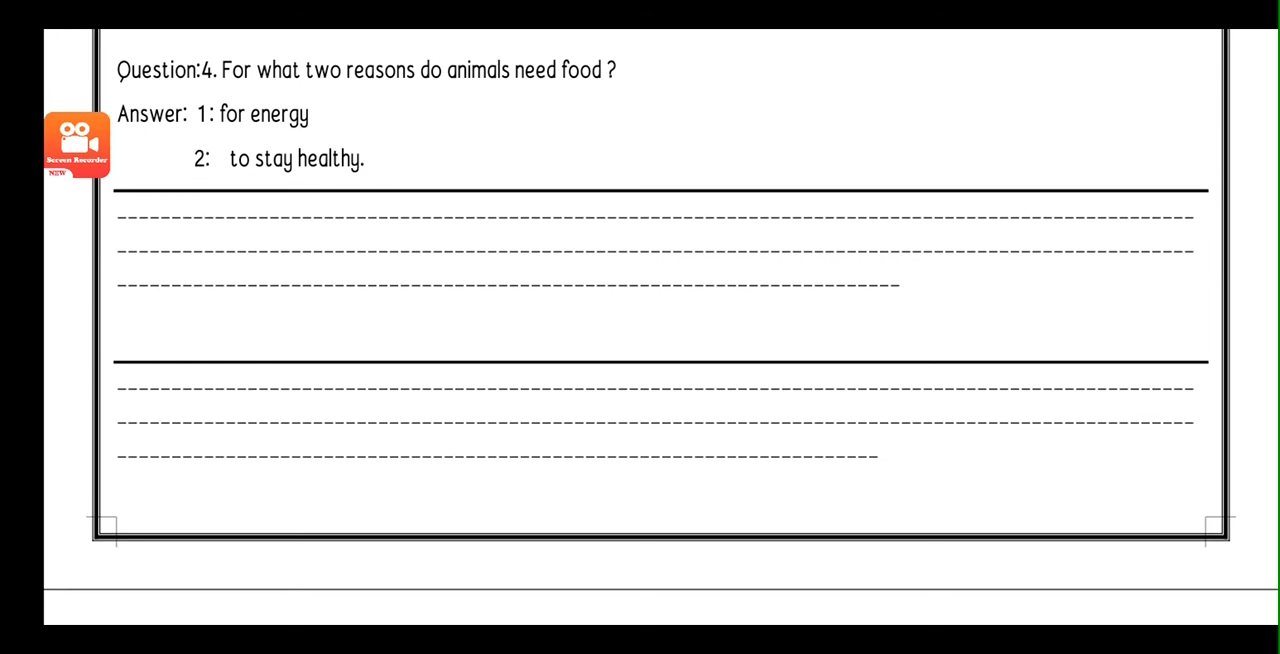 Question:4. For what two reasons do animals need food ?
Answer: 1: for energy
Screen Recorder
NEW
2: to stay healthy.